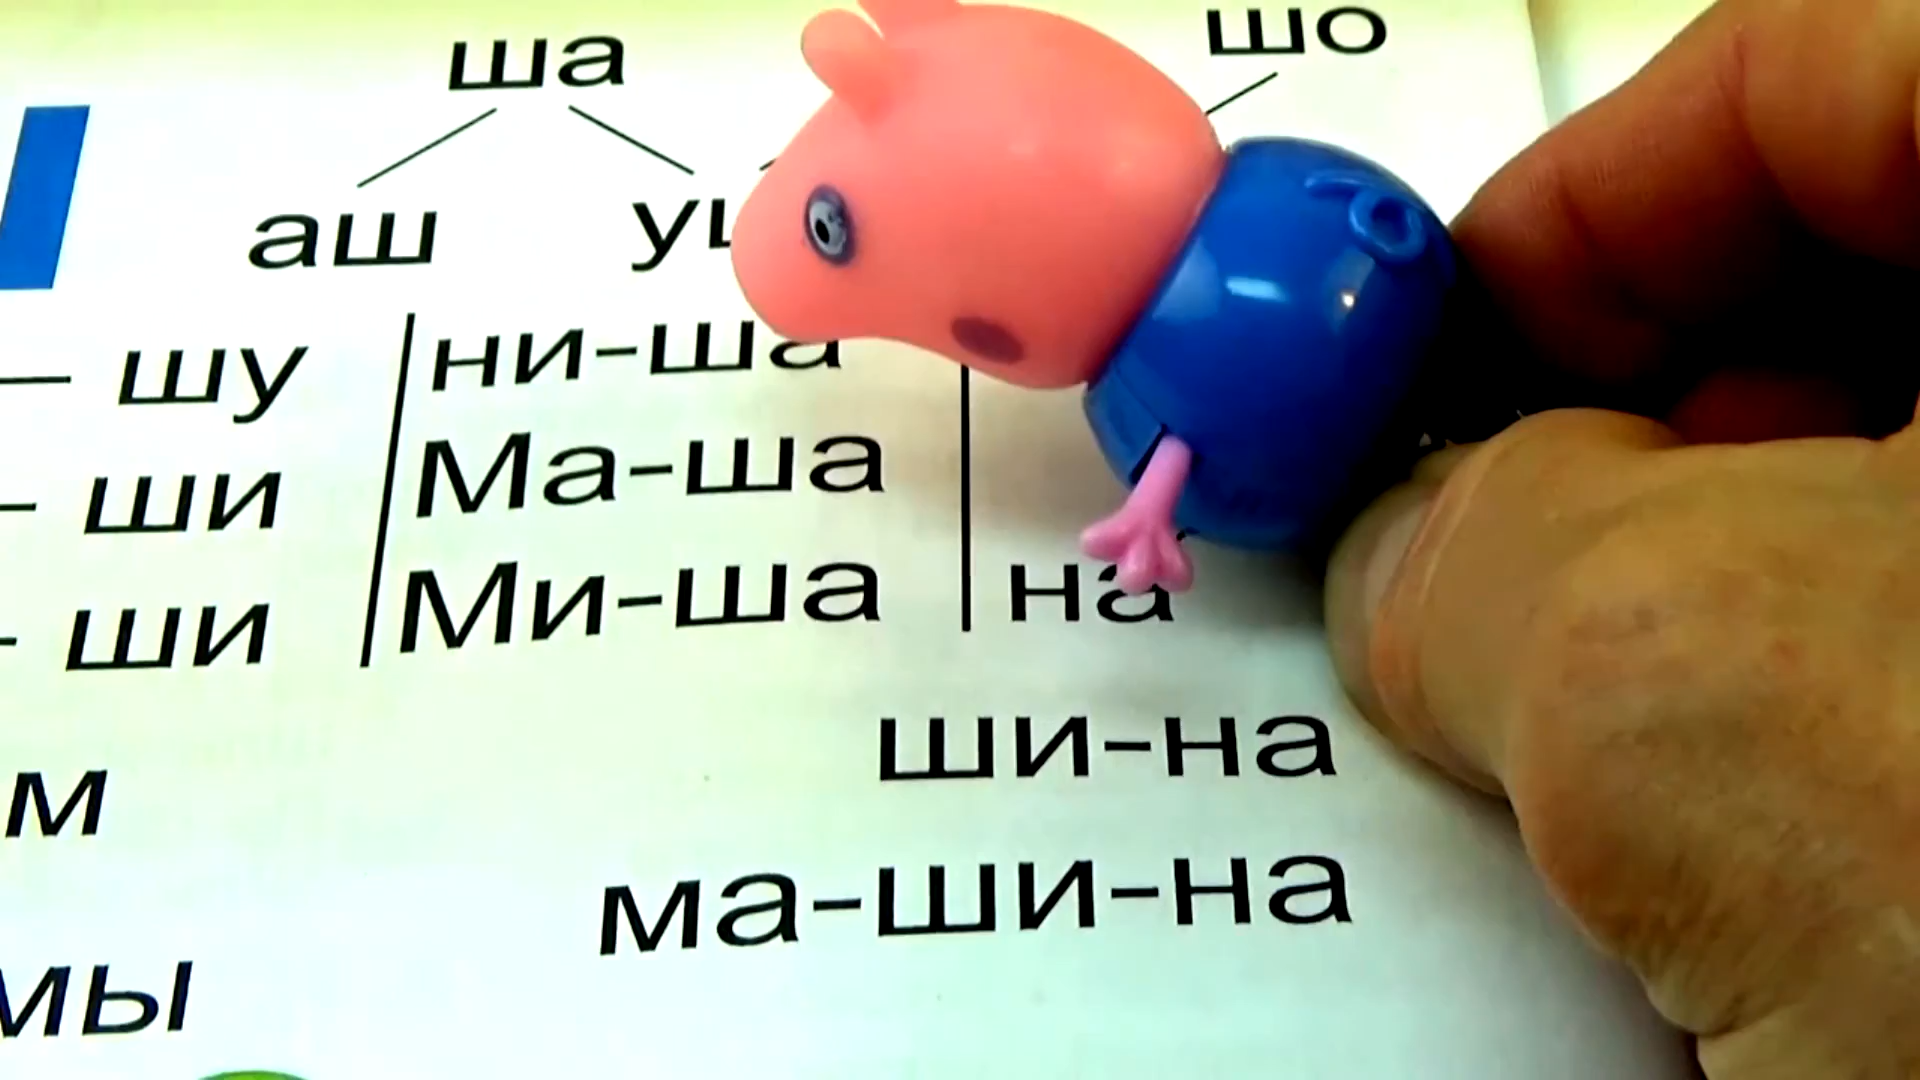 ша шо
аш
— шу ни-ша
- ши Ма-ша
- ши Ми-ша на
ши-на
м
ма-ши-на
мы